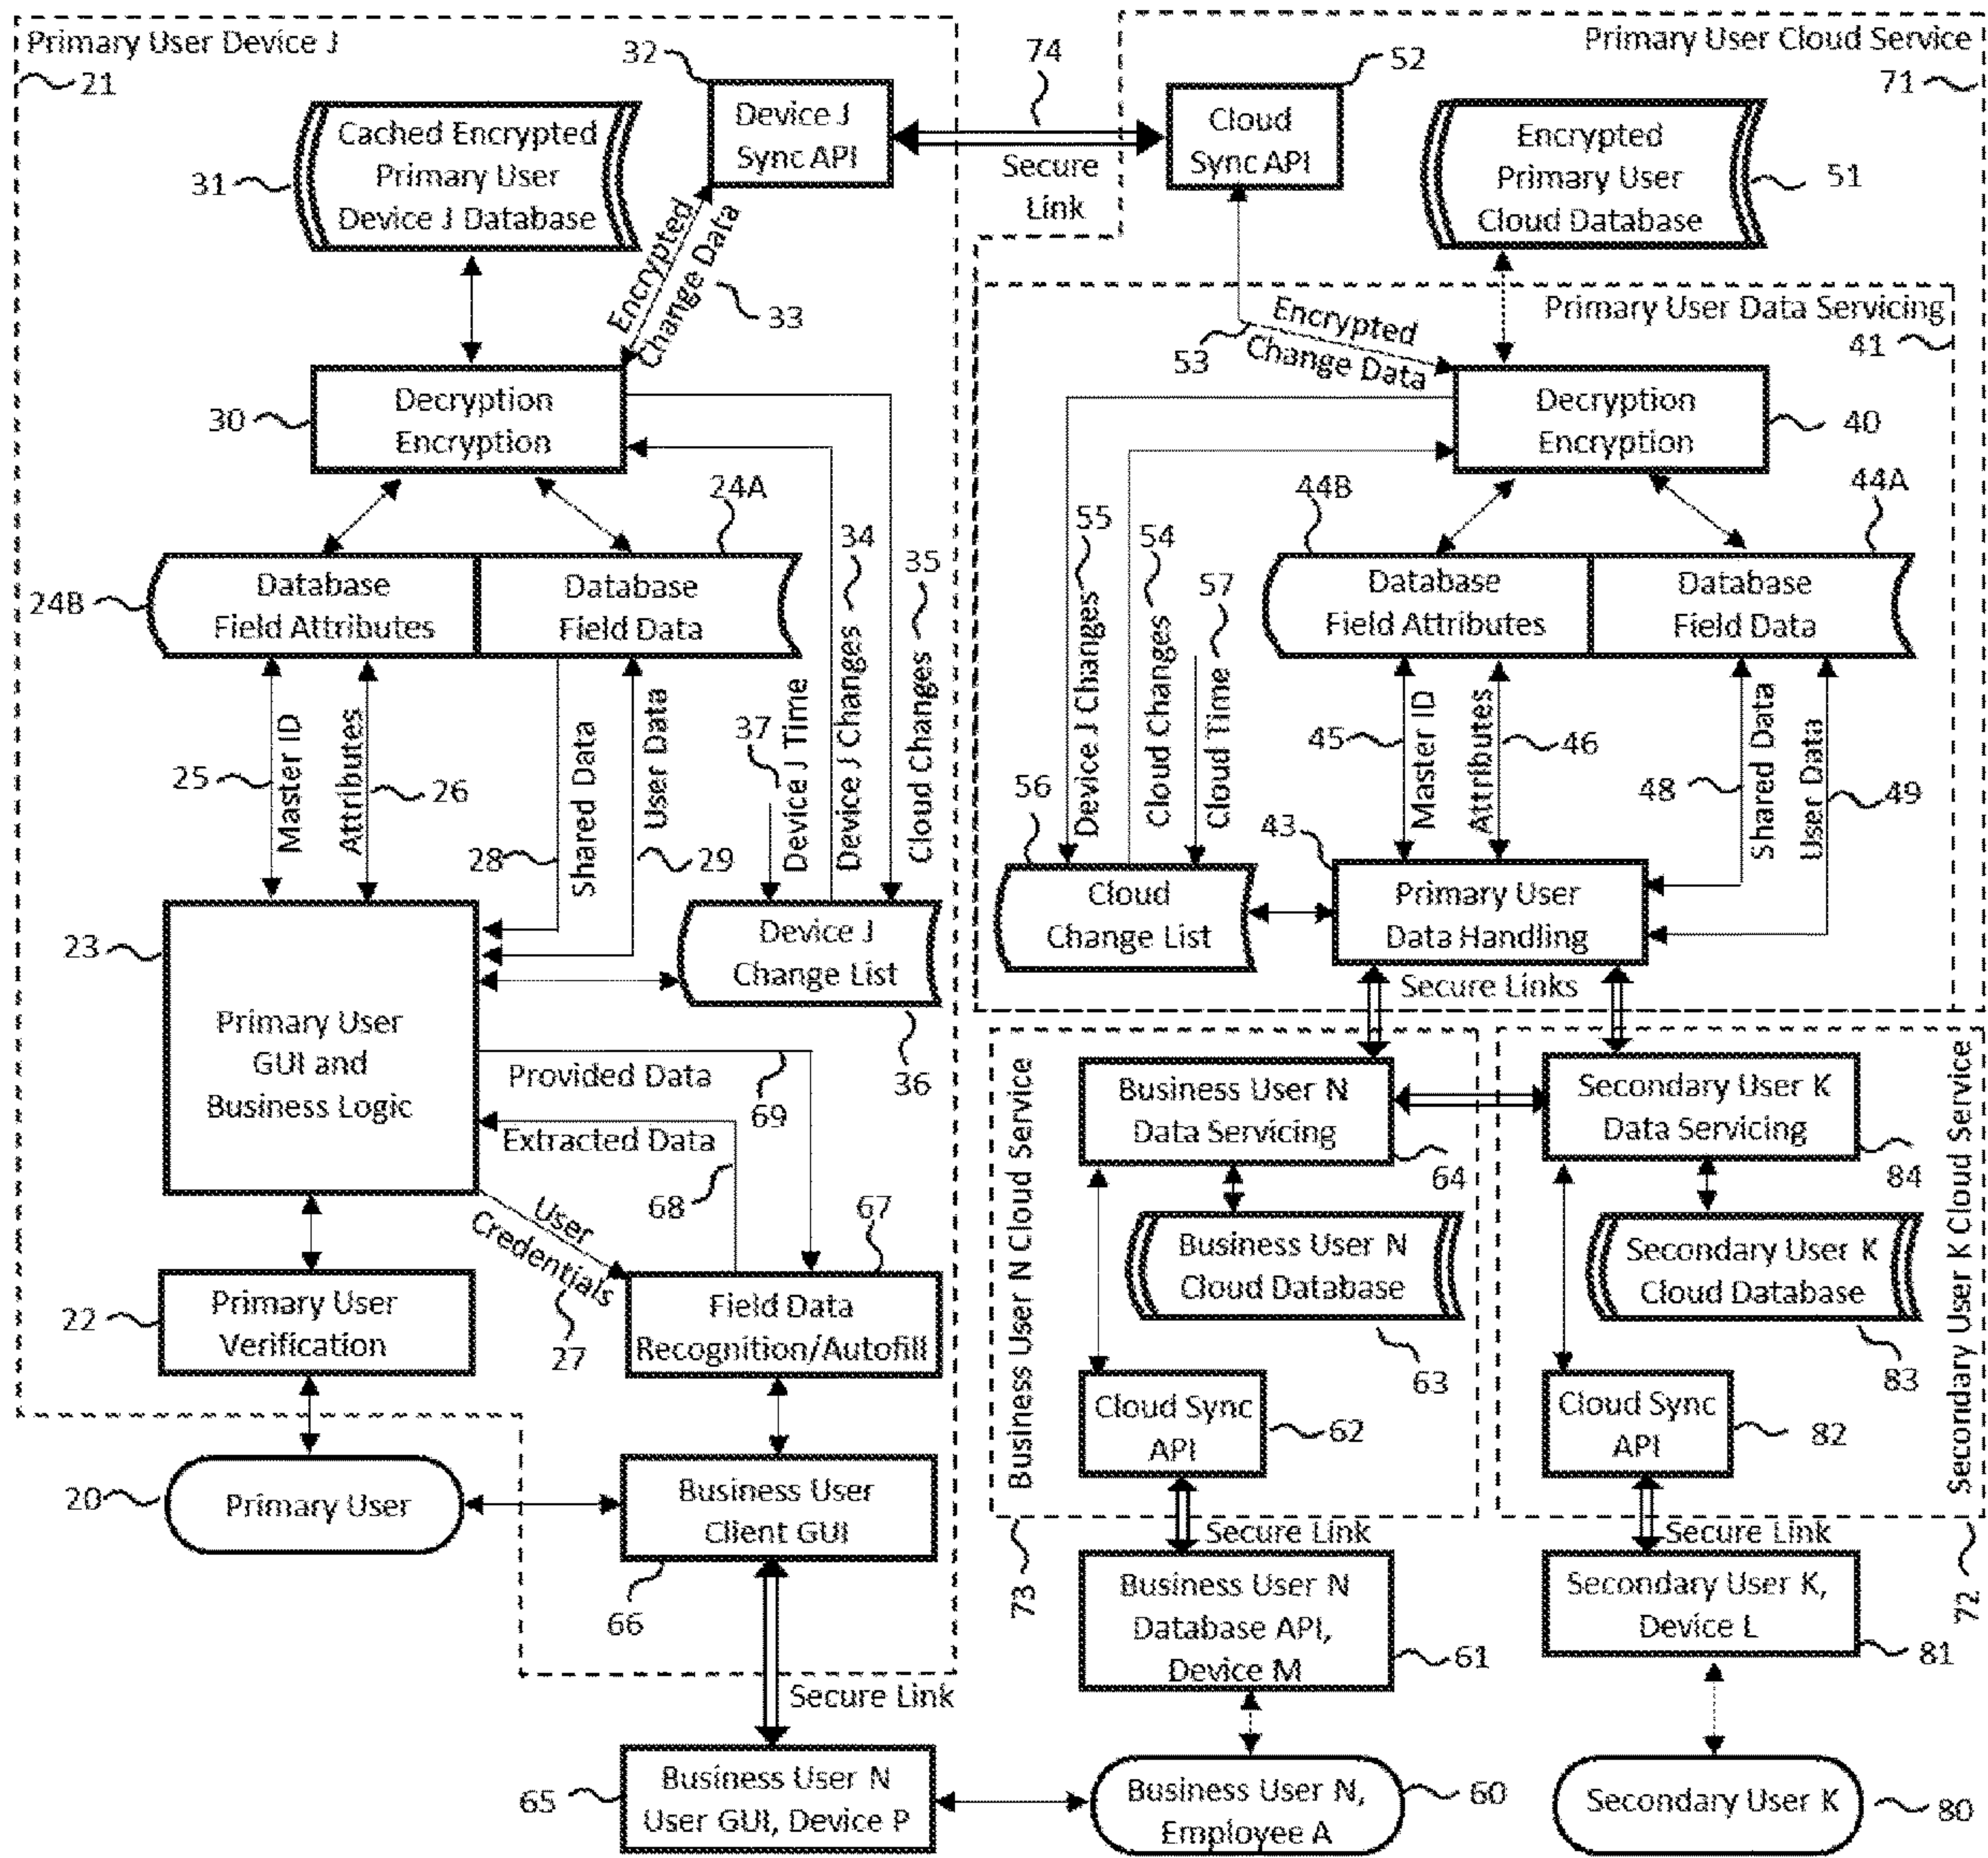 Primary User Device J
21
32
Device J
Sync API
74
Secure
Link
52
Cloud
Sync API
Primary User Cloud Service
71
Cached Encrypted
Primary User
Device J Database
31
Encrypted
Change Data
33
Encrypted
Primary User
Cloud Database
51
Primary User Data Servicing
41
Encrypted
Change Data
53
Decryption
Encryption
30
Decryption
Encryption
40
24A
24B
Database
Field Attributes
Database
Field Data
34
35
37
Device J Time
Device J Changes
Cloud Changes
25
Master ID
Attributes
26
28
Shared Data
User Data
29
55
54
57
Device J Changes
Cloud Changes
Cloud Time
44B
44A
Database
Field Attributes
Database
Field Data
45
Master ID
Attributes
46
48
Shared Data
User Data
49
56
Cloud
Change List
43
Primary User
Data Handling
Secure Links
23
Primary User
GUI and
Business Logic
Device J
Change List
36
Provided Data
69
Extracted Data
68
User
Credentials
27
67
Field Data
Recognition/Autofill
22
Primary User
Verification
20
Primary User
Business User
Client GUI
66
Secure Link
65
Business User N
User GUI, Device P
Business User N Cloud Service
73
Business User N
Data Servicing
64
Business User N
Cloud Database
63
Cloud Sync
API
62
Secure Link
Business User N
Database API,
Device M
61
Business User N,
Employee A
60
Secondary User K Cloud Service
72
Secondary User K
Data Servicing
84
Secondary User K
Cloud Database
83
Cloud Sync
API
82
Secure Link
Secondary User K,
Device L
81
Secondary User K
80